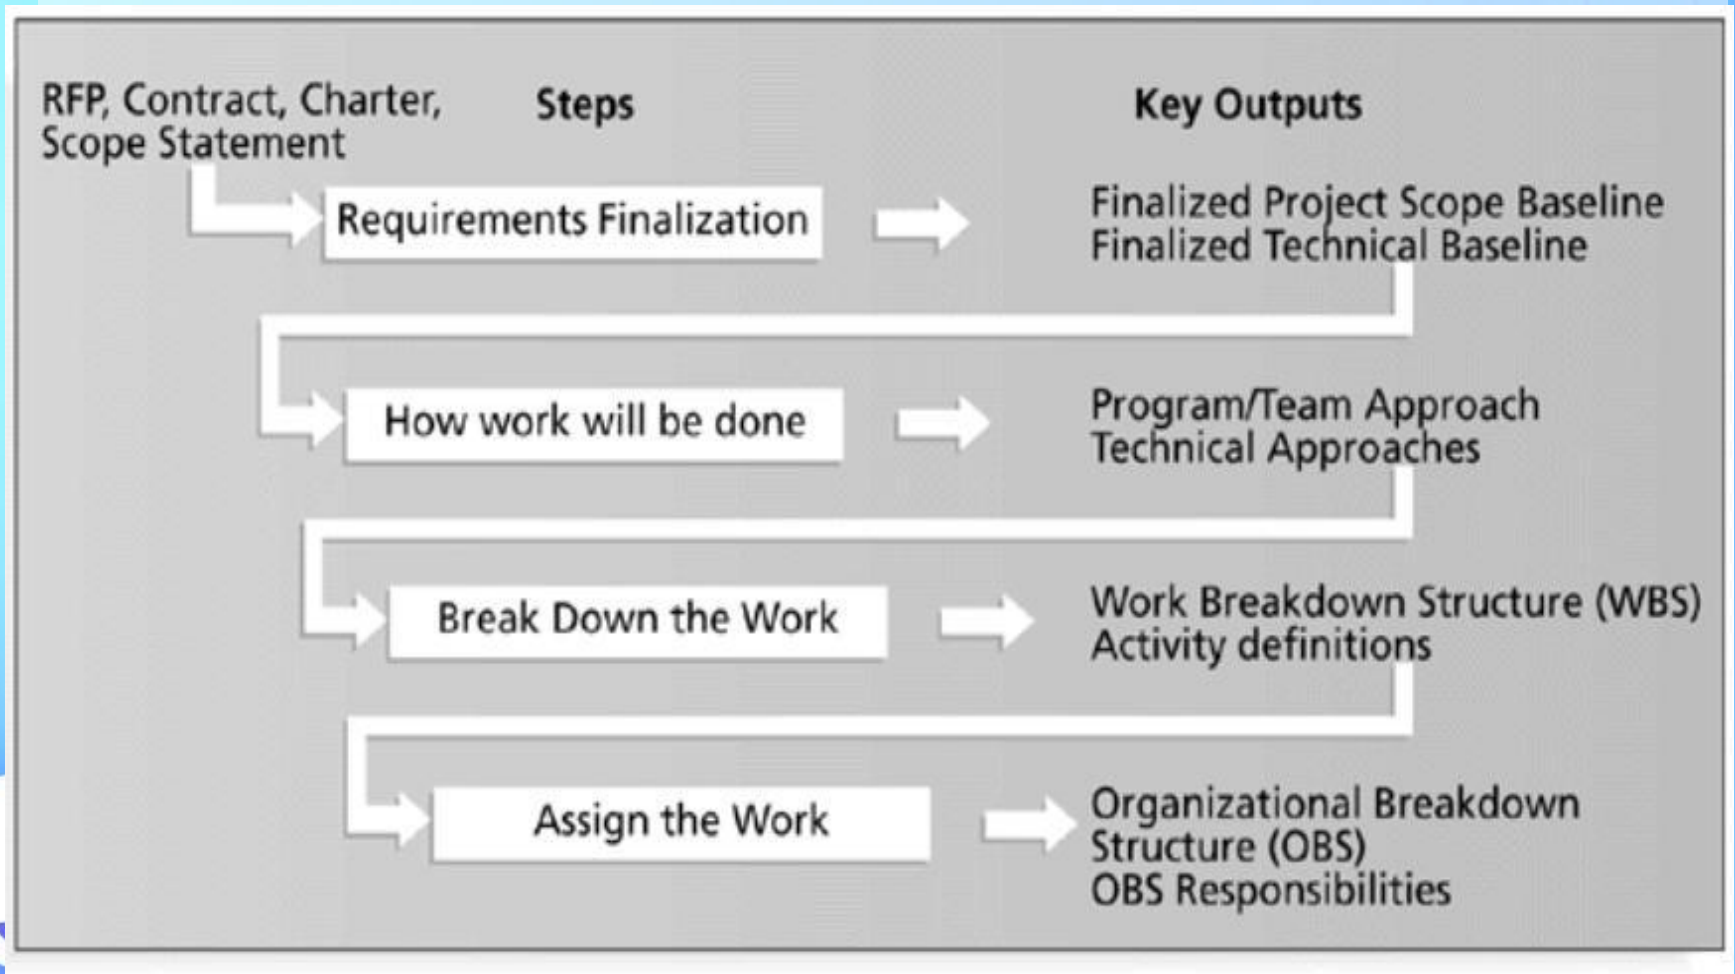 RFP, Contract, Charter,
Scope Statement
Steps
Key Outputs
Requirements Finalization
Finalized Project Scope Baseline
Finalized Technical Baseline
How work will be done
Program/Team Approach
Technical Approaches
Break Down the Work
Work Breakdown Structure (WBS)
Activity definitions
Assign the Work
Organizational Breakdown
Structure (OBS)
OBS Responsibilities